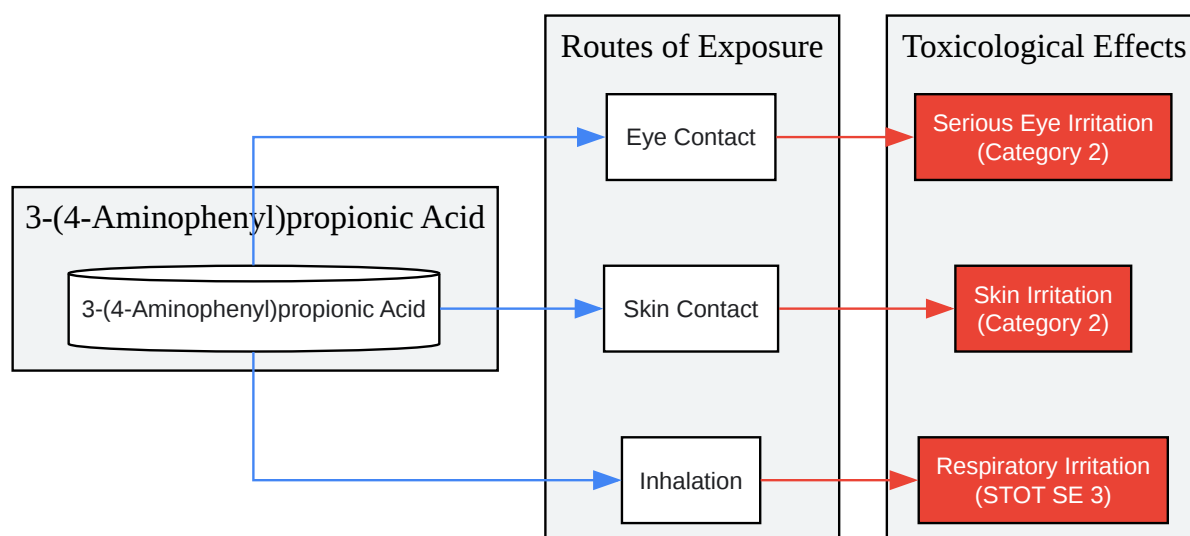 Routes of Exposure
Toxicological Effects
Eye Contact
Serious Eye Irritation
(Category 2)
3-(4-Aminophenyl)propionic Acid
3-(4-Aminophenyl)propionic Acid
Skin Contact
Skin Irritation
(Category 2)
Inhalation
Respiratory Irritation
(STOT SE 3)